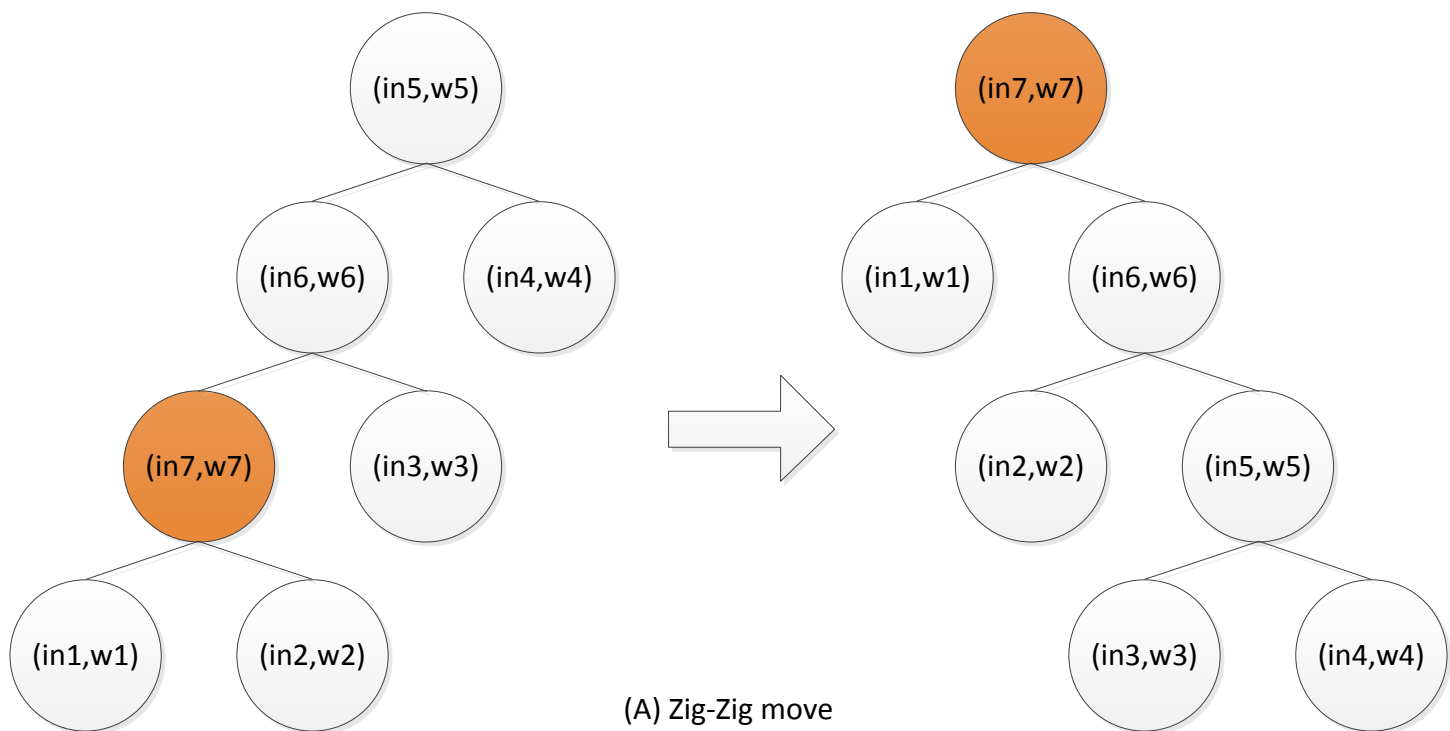 (in5,w5)
(in7,w7)
(in6,w6)
(in4,w4)
(in1,w1)
(in6,w6)
(in7,w7)
(in3,w3)
(in2,w2)
(in5,w5)
(in1,w1)
(in2,w2)
(in3,w3)
(in4,w4)
(A) Zig-Zig move